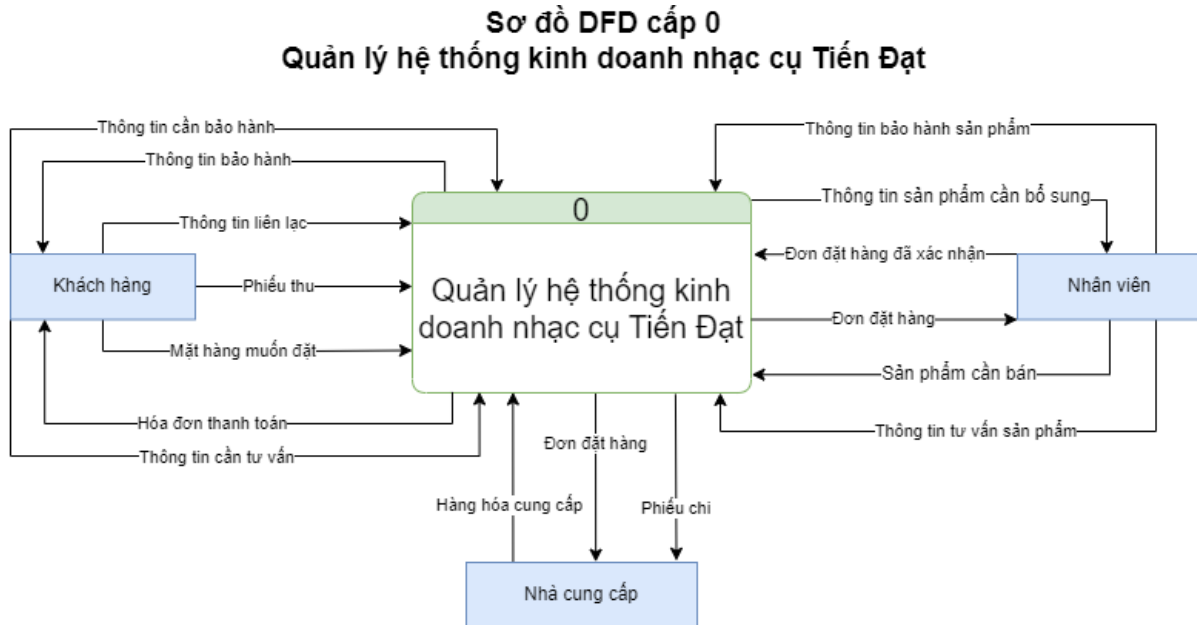 Sơ đồ DFD cấp 0
Quản lý hệ thống kinh doanh nhạc cụ Tiến Đạt
Thông tin cần bảo hành
Thông tin bảo hành sản phẩm
Thông tin bảo hành
Thông tin sản phẩm cần bổ sung
0
Thông tin liên lạc
Đơn đặt hàng đã xác nhận
Khách hàng
Phiếu thu
Quản lý hệ thống kinh
doanh nhạc cụ Tiến Đạt
Nhân viên
Đơn đặt hàng
Mặt hàng muốn đặt
Sản phẩm cần bán
Hóa đơn thanh toán
Thông tin tư vấn sản phẩm
Đơn đặt hàng
Thông tin cần tư vấn
Hàng hóa cung cấp
Phiếu chi
Nhà cung cấp